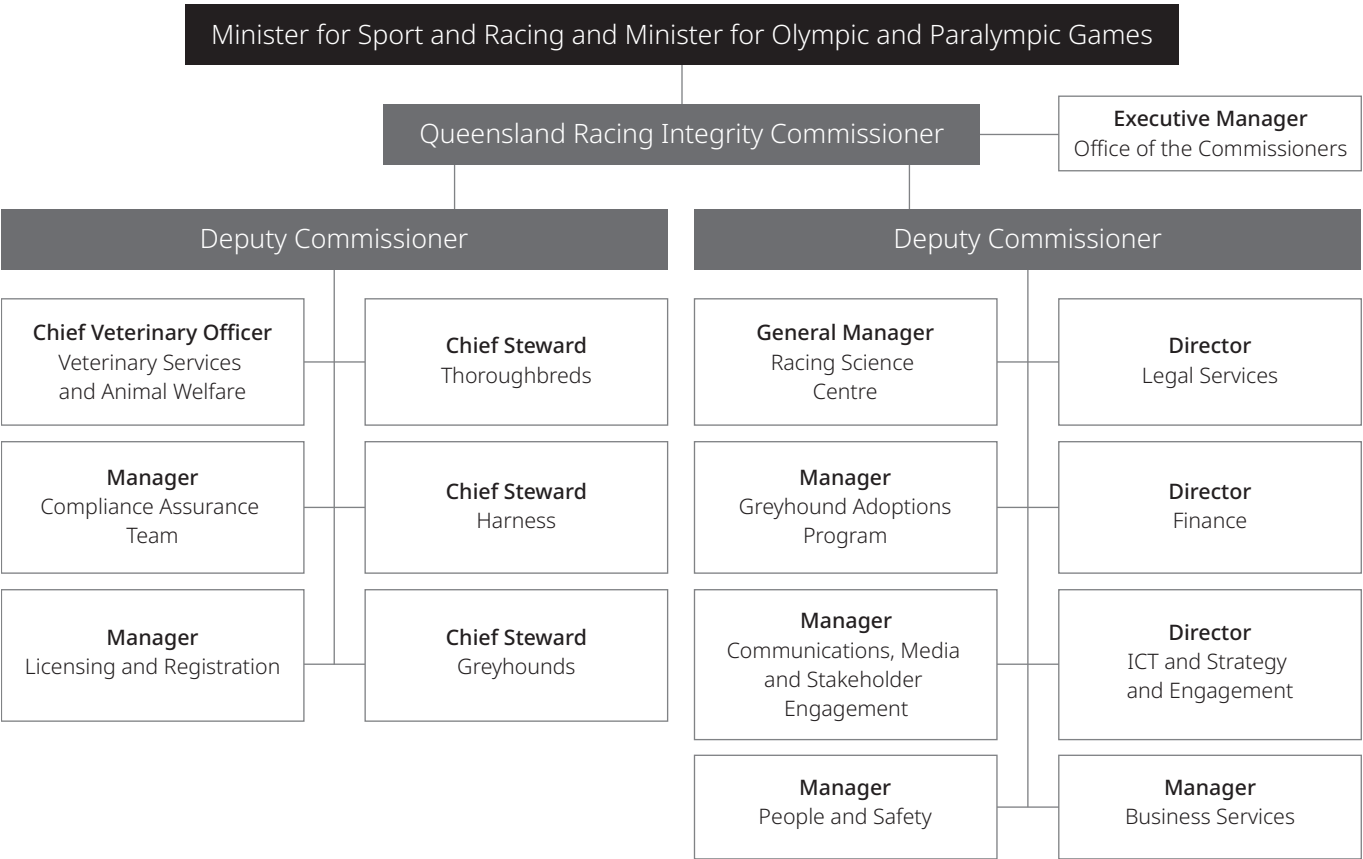 Minister for Sport and Racing and Minister for Olympic and Paralympic Games
Queensland Racing Integrity Commissioner
Executive Manager
Office of the Commissioners
Deputy Commissioner
Chief Veterinary Officer
Veterinary Services
and Animal Welfare
Chief Steward
Thoroughbreds
Manager
Compliance Assurance
Team
Chief Steward
Harness
Manager
Licensing and Registration
Chief Steward
Greyhounds
Deputy Commissioner
General Manager
Racing Science
Centre
Director
Legal Services
Manager
Greyhound Adoptions
Program
Director
Finance
Manager
Communications, Media
and Stakeholder
Engagement
Director
ICT and Strategy
and Engagement
Manager
People and Safety
Manager
Business Services